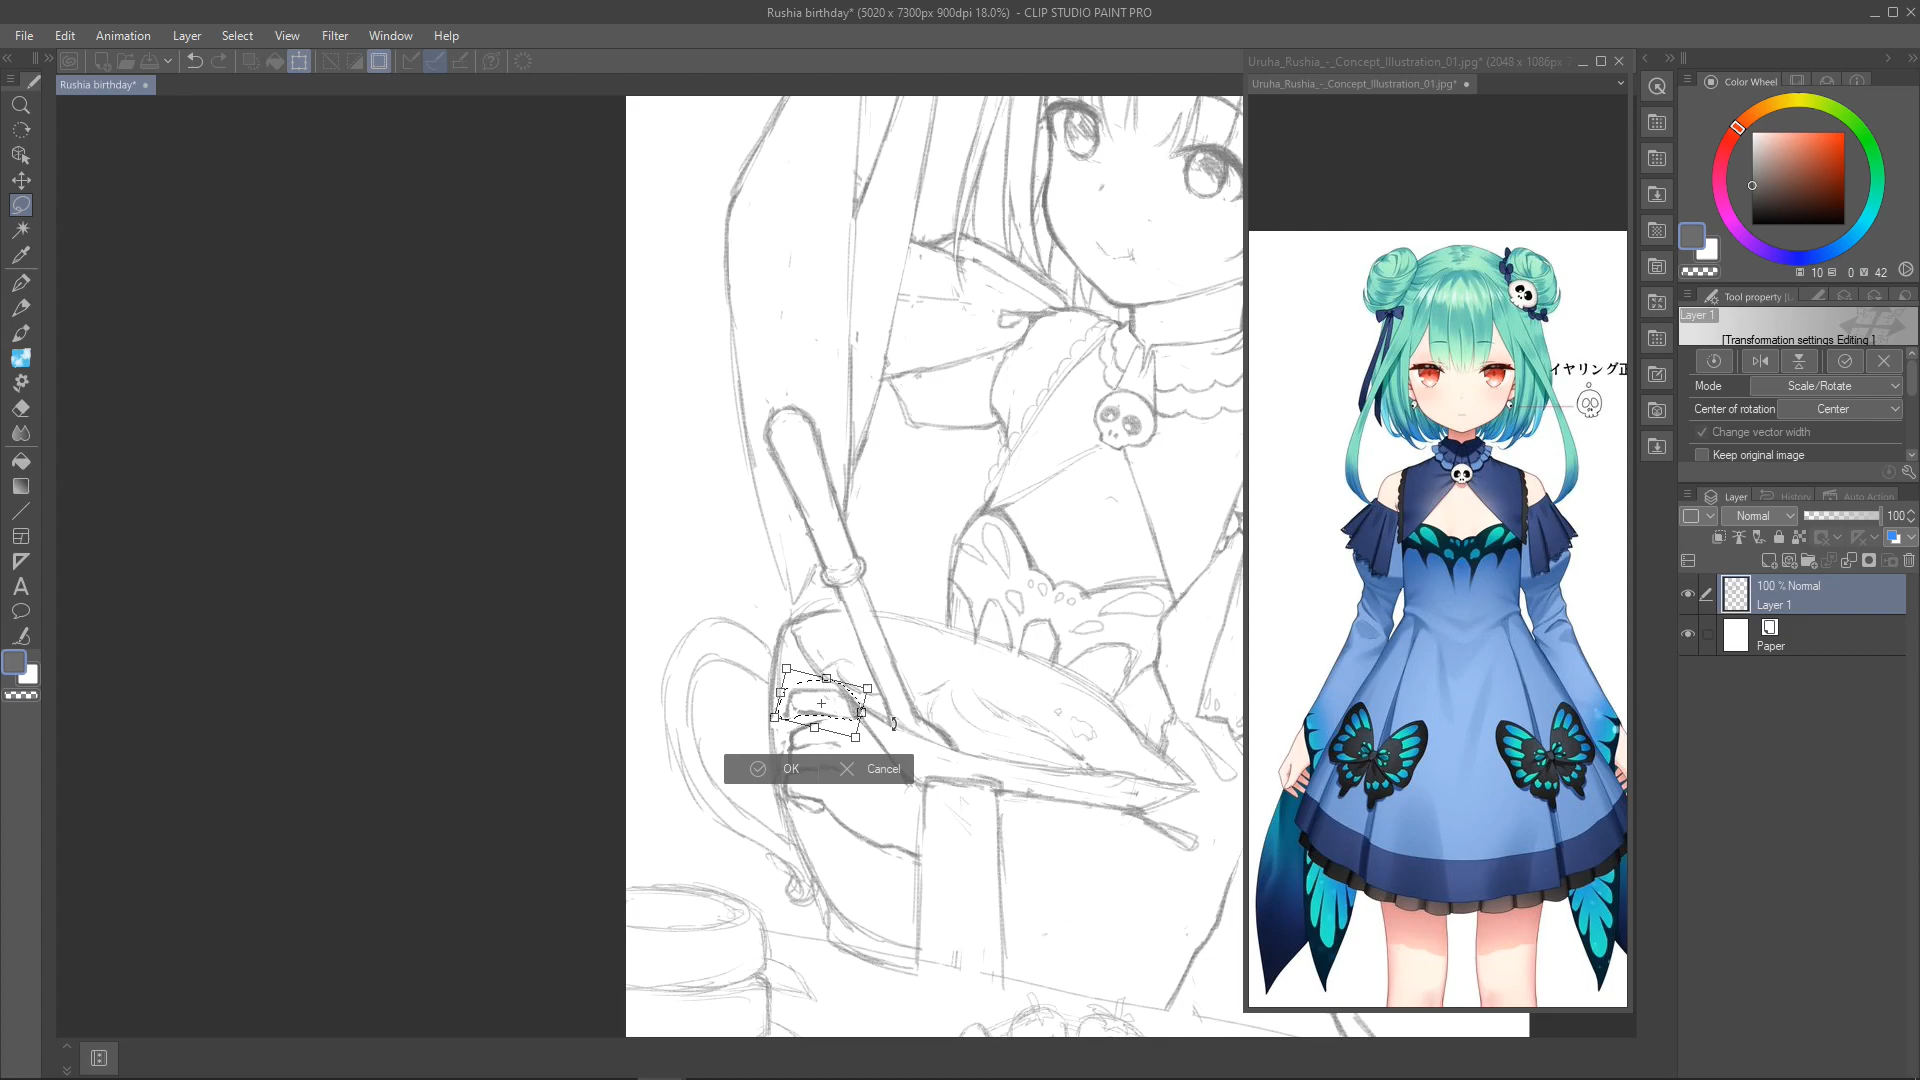 Rushia birthday* (5020 x 7300px 900dpi 18.0%) - CLIP STUDIO PAINT PRO
File Edit Animation Layer Select View Filter Window Help
Uruha_Rushia_-_Concept_Illustration_01.jpg* (2048 x 1086px
Rushia birthday*
Uruha_Rushia_-_Concept_Illustration_01.jpg*
Color Wheel
10 0 42
Tool property
Layer 1
[Transformation settings Editing ]
Mode Scale/Rotate
Center of rotation Center
Change vector width
Keep original image
イヤリング正
Layer History Auto Action
Normal 100
100 % Normal
Layer 1
Paper
OK Cancel